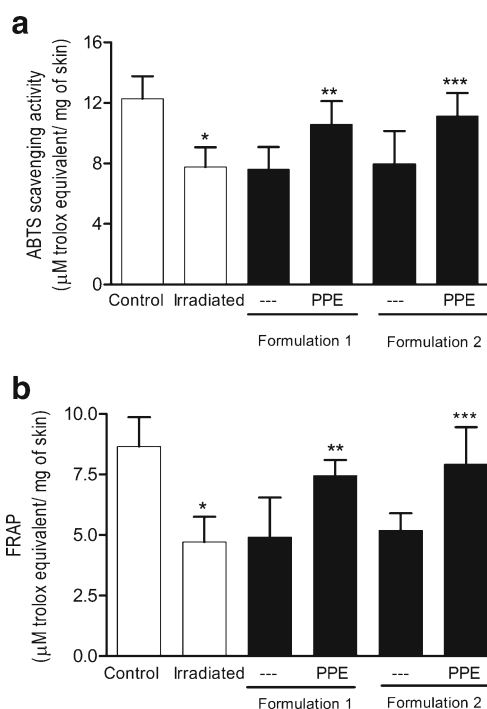 a
ABTS scavenging activity
(µM trolox equivalent/ mg of skin)
16
12
8
4
0
*
**
***
Control Irradiated --- PPE --- PPE
Formulation 1 Formulation 2
b
FRAP
(µM trolox equivalent/ mg of skin)
10.0
7.5
5.0
2.5
0.0
*
**
***
Control Irradiated --- PPE --- PPE
Formulation 1 Formulation 2